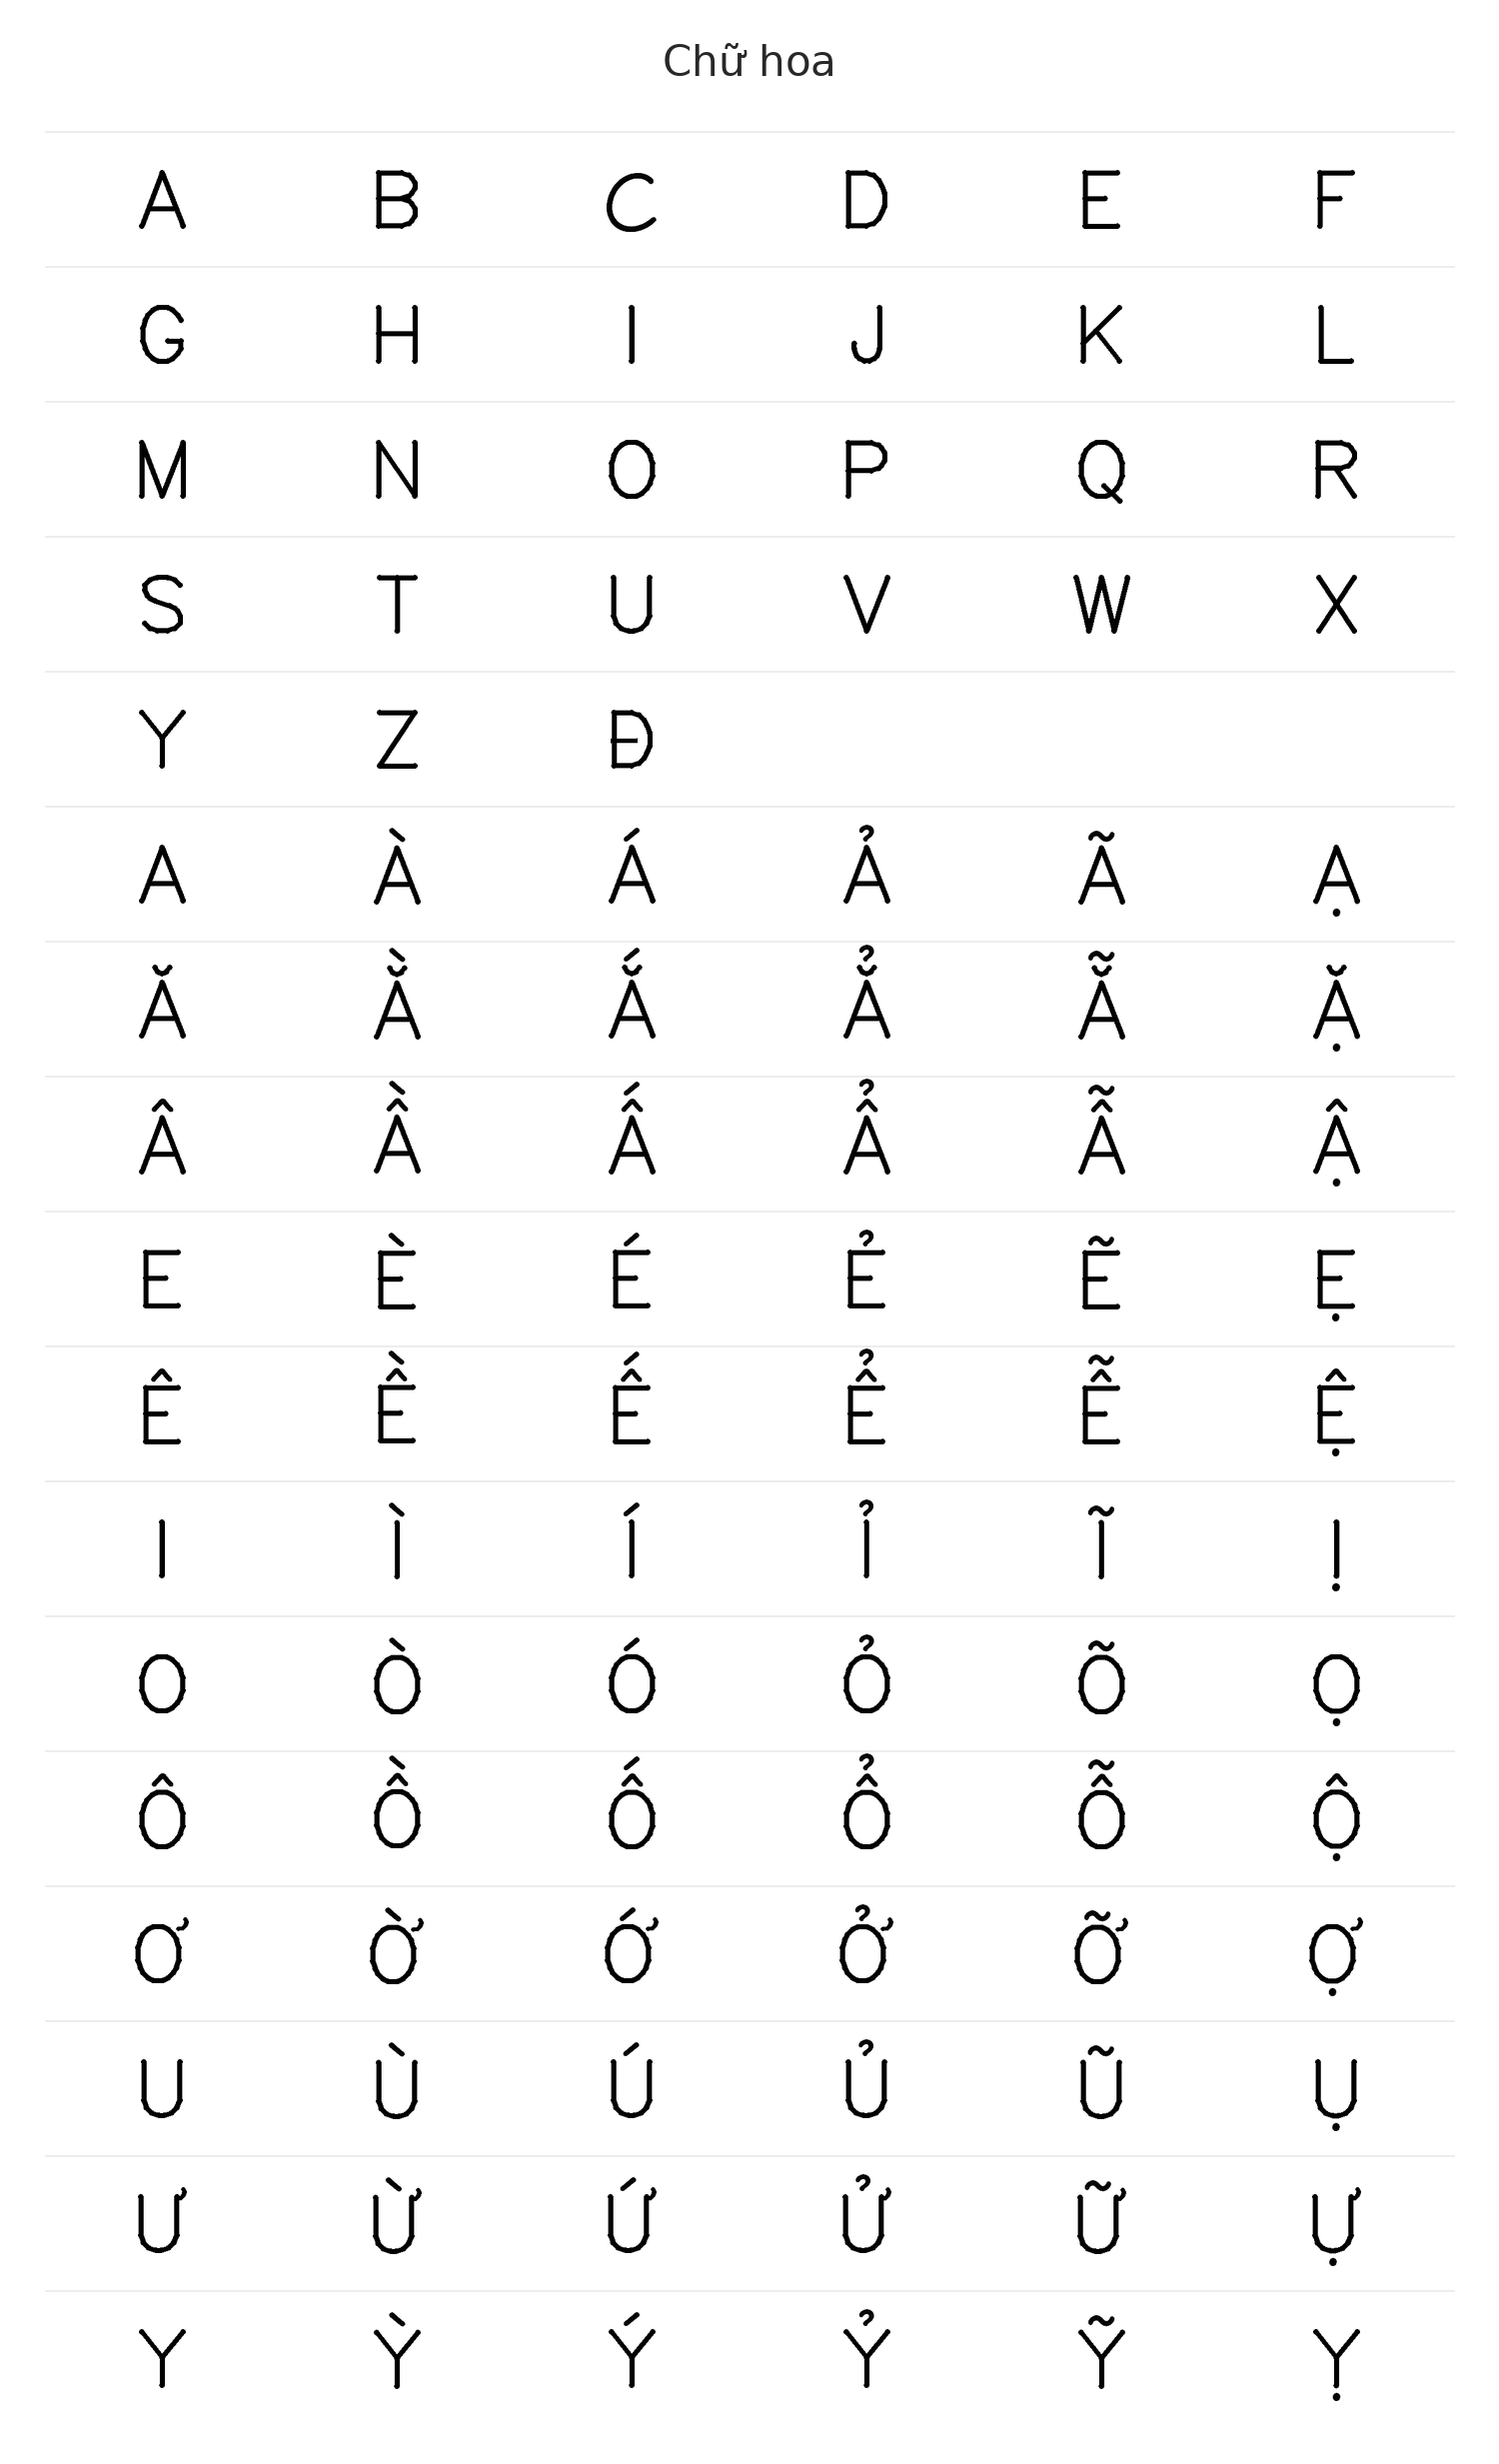 Chữ hoa
A B C D E F
G H I J K L
M N O P Q R
S T U V W X
Y Z Đ
A À Á Ả Ã Ạ
Ă Ằ Ắ Ẳ Ẵ Ặ
Â Ầ Ấ Ẩ Ẫ Ậ
E È É Ẻ Ẽ Ẹ
Ê Ề Ế Ể Ễ Ệ
I Ì Í Ỉ Ĩ Ị
O Ò Ó Ỏ Õ Ọ
Ô Ồ Ố Ổ Ỗ Ộ
Ơ Ờ Ớ Ở Ỡ Ợ
U Ù Ú Ủ Ũ Ụ
Ư Ừ Ứ Ử Ữ Ự
Y Ỳ Ý Ỷ Ỹ Ỵ